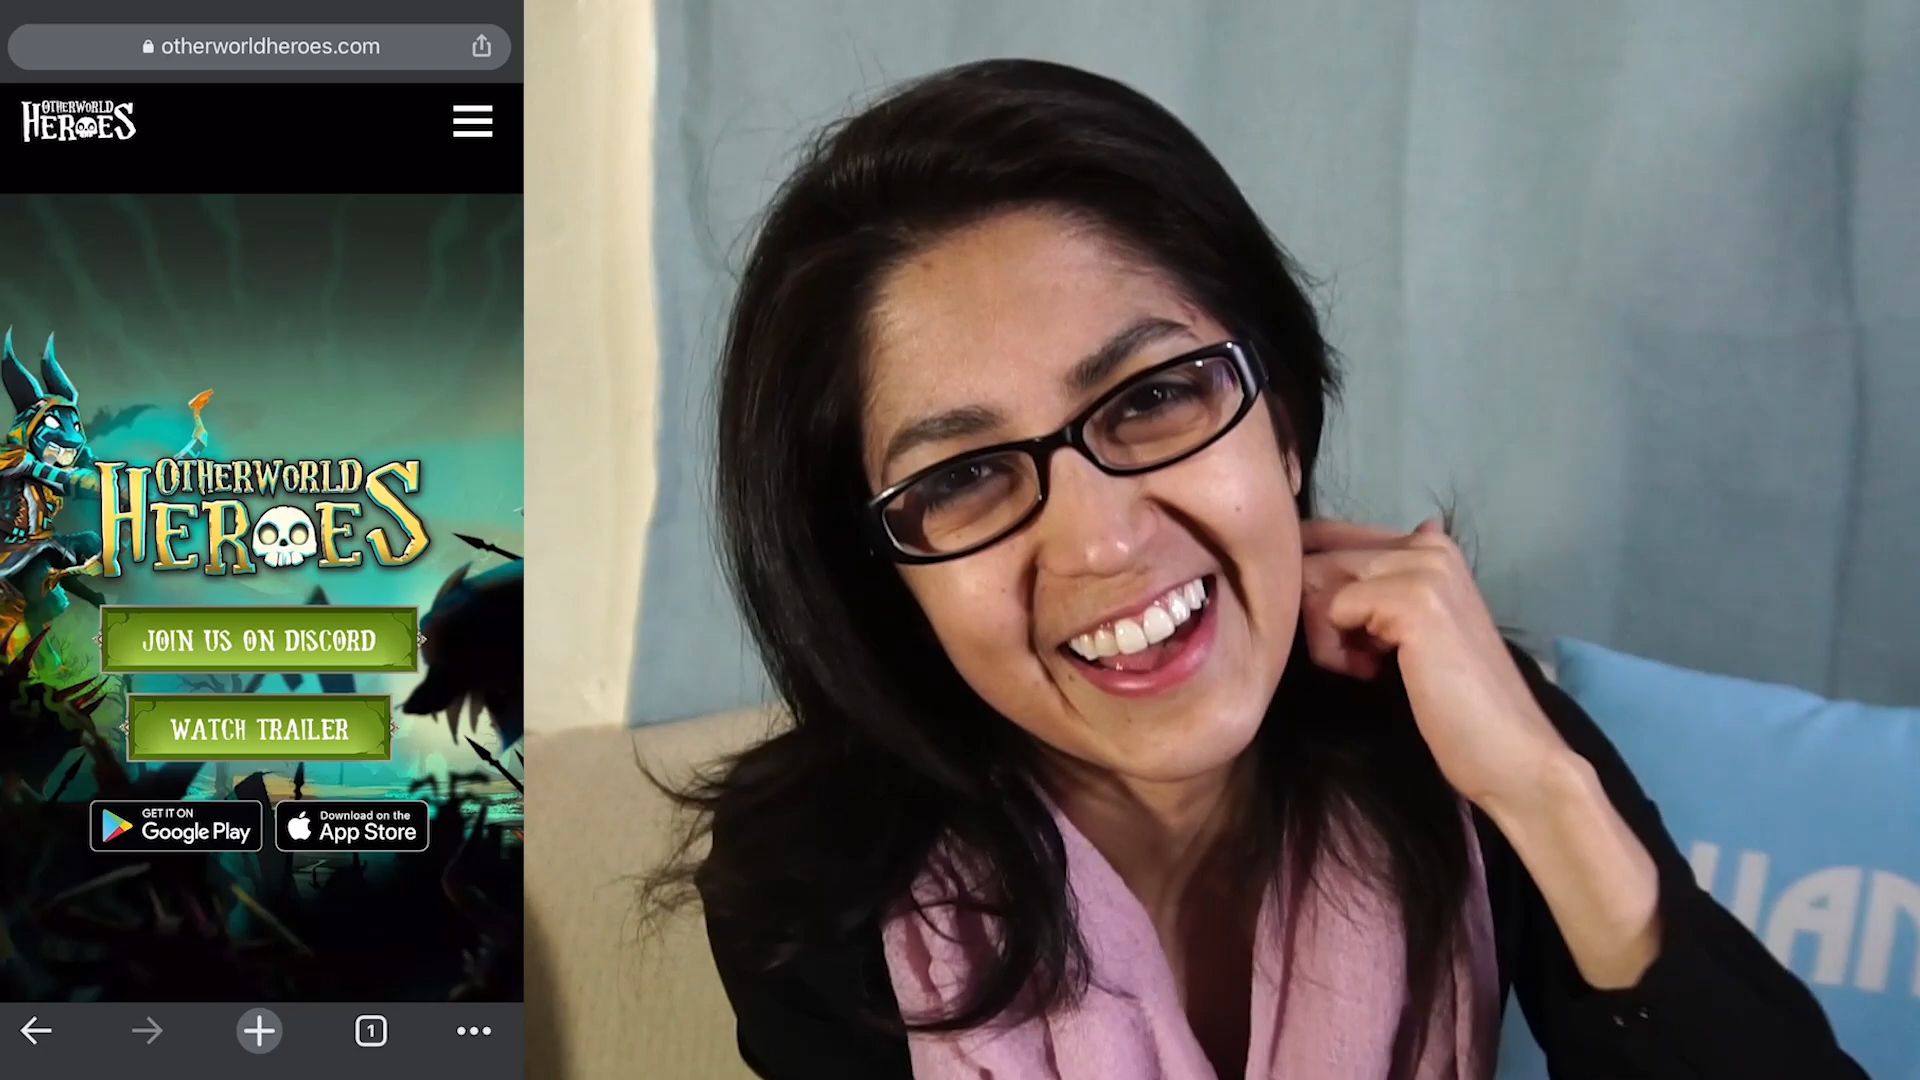 otherworldheroes.com
OTHERWORLD
HEROES
OTHERWORLD
HEROES
JOIN US ON DISCORD
WATCH TRAILER
GET IT ON
Google Play
Download on the
App Store
1